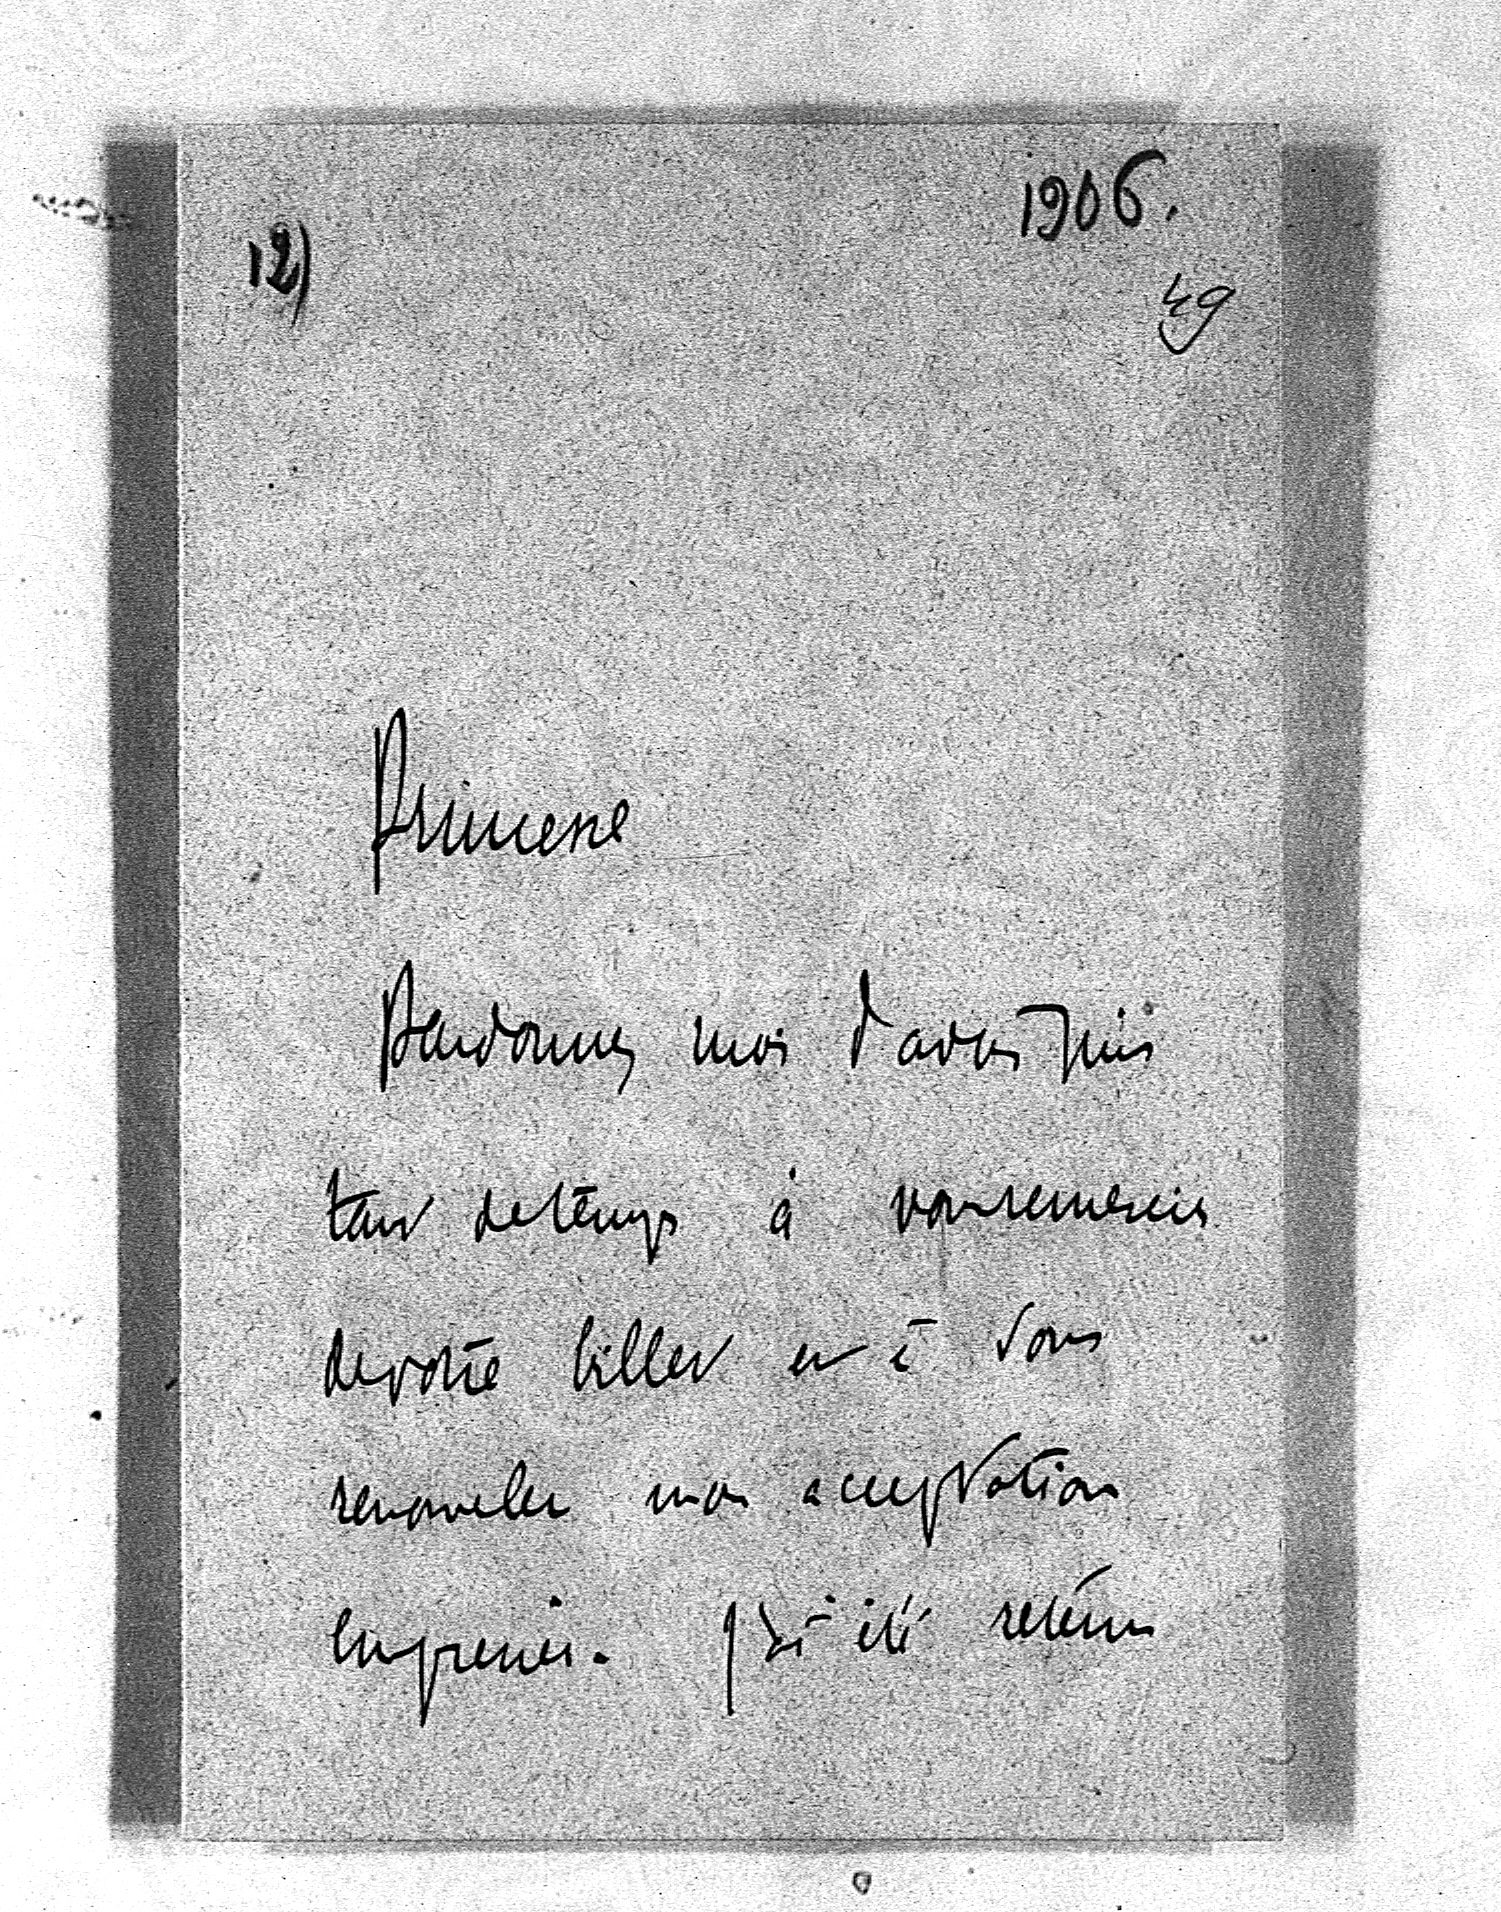 12)
1906.
49
Princesse
Pardonnez moi d'avoir mis
tant de temps à vous remercier
de votre billet et à vous
renouveler mon acceptation
empressée. J'ai été retenu